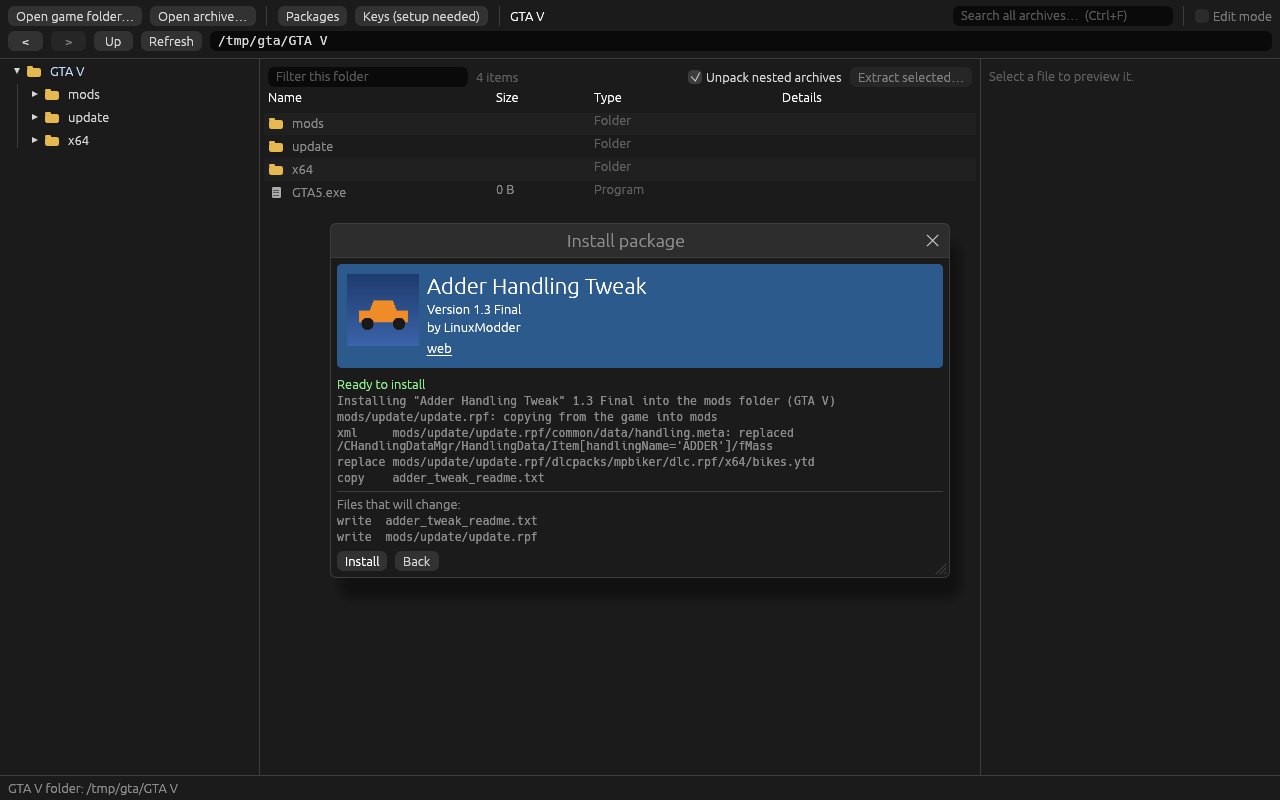 Open game folder… Open archive… Packages Keys (setup needed) GTA V Search all archives… (Ctrl+F) Edit mode
< > Up Refresh /tmp/gta/GTA V
GTA V
mods
update
x64
Filter this folder 4 items Unpack nested archives Extract selected…
Name Size Type Details
mods Folder
update Folder
x64 Folder
GTA5.exe 0 B Program
Select a file to preview it.
Install package
Adder Handling Tweak
Version 1.3 Final
by LinuxModder
web
Ready to install
Installing "Adder Handling Tweak" 1.3 Final into the mods folder (GTA V)
mods/update/update.rpf: copying from the game into mods
xml mods/update/update.rpf/common/data/handling.meta: replaced
/CHandlingDataMgr/HandlingData/Item[handlingName='ADDER']/fMass
replace mods/update/update.rpf/dlcpacks/mpbiker/dlc.rpf/x64/bikes.ytd
copy adder_tweak_readme.txt
Files that will change:
write adder_tweak_readme.txt
write mods/update/update.rpf
Install Back
GTA V folder: /tmp/gta/GTA V